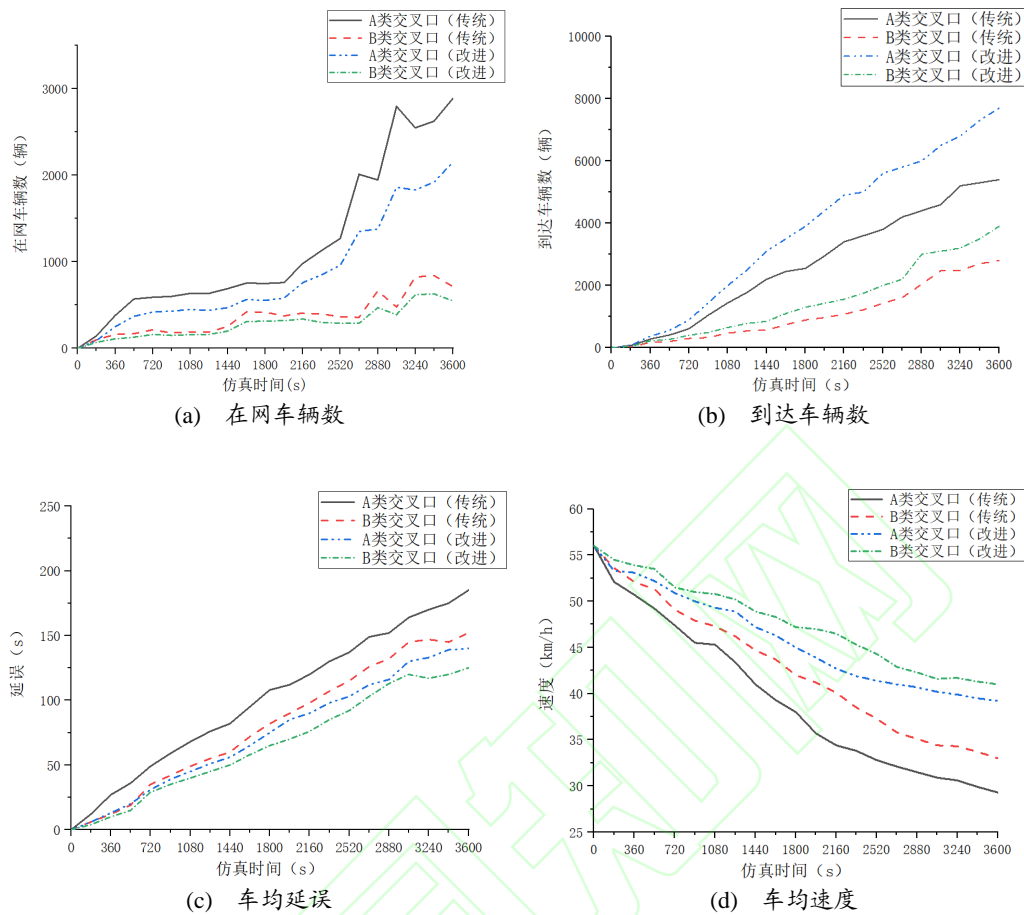 A类交叉口（传统）
B类交叉口（传统）
A类交叉口（改进）
B类交叉口（改进）
3000
2000
1000
0
在网车辆数（辆）
0 360 720 1080 1440 1800 2160 2520 2880 3240 3600
仿真时间(s)
(a) 在网车辆数
A类交叉口（传统）
B类交叉口（传统）
A类交叉口（改进）
B类交叉口（改进）
10000
8000
6000
4000
2000
0
到达车辆数（辆）
0 360 720 1080 1440 1800 2160 2520 2880 3240 3600
仿真时间（s）
(b) 到达车辆数
A类交叉口（传统）
B类交叉口（传统）
A类交叉口（改进）
B类交叉口（改进）
250
200
150
100
50
0
延误（s）
0 360 720 1080 1440 1800 2160 2520 2880 3240 3600
仿真时间（s）
(c) 车均延误
A类交叉口（传统）
B类交叉口（传统）
A类交叉口（改进）
B类交叉口（改进）
60
55
50
45
40
35
30
25
速度（km/h）
0 360 720 1080 1440 1800 2160 2520 2880 3240 3600
仿真时间（s）
(d) 车均速度